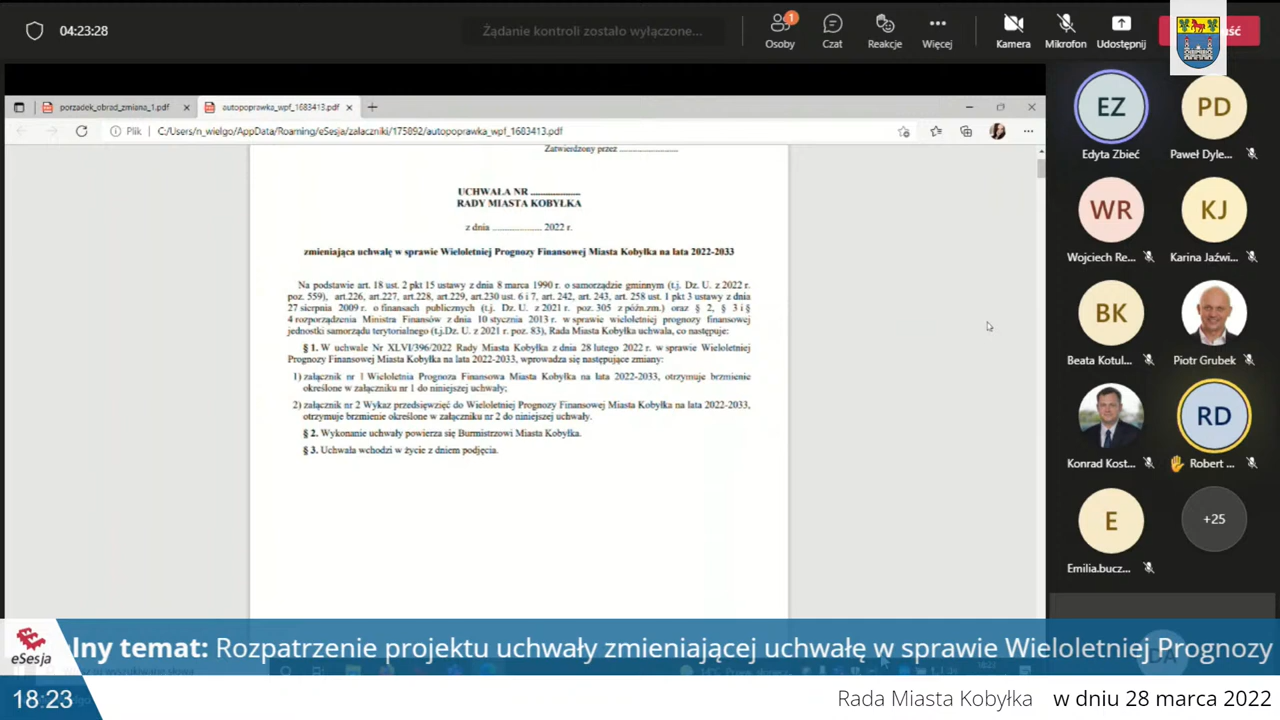 04:23:28
Żądanie kontroli zostało wyłączone...
1
Osoby
Czat
Reakcje
Więcej
Kamera
Mikrofon
Udostępnij
ść
porzadek_obrad_zmiana_1.pdf
autopoprawka_wpf_1683413.pdf
Plik
C:/Users/n_wielgo/AppData/Roaming/eSesja/zalaczniki/175892/autopoprawka_wpf_1683413.pdf
Zatwierdzony przez
UCHWAŁA NR
RADY MIASTA KOBYŁKA
z dnia 2022 r.
zmieniająca uchwałę w sprawie Wieloletniej Prognozy Finansowej Miasta Kobyłka na lata 2022-2033
Na podstawie art. 18 ust. 2 pkt 15 ustawy z dnia 8 marca 1990 r. o samorządzie gminnym (t.j. Dz. U. z 2022 r.
poz. 559), art.226, art.227, art.228, art.229, art.230 ust. 6 i 7, art. 242, art. 243, art. 258 ust. 1 pkt 3 ustawy z dnia
27 sierpnia 2009 r. o finansach publicznych (t.j. Dz. U. z 2021 r. poz. 305 z późn.zm.) oraz § 2, § 3 i §
4 rozporządzenia Ministra Finansów z dnia 10 stycznia 2013 r. w sprawie wieloletniej prognozy finansowej
jednostki samorządu terytorialnego (t.j.Dz. U. z 2021 r. poz. 83), Rada Miasta Kobyłka uchwala, co następuje:
§ 1. W uchwale Nr XLVI/396/2022 Rady Miasta Kobyłka z dnia 28 lutego 2022 r. w sprawie Wieloletniej
Prognozy Finansowej Miasta Kobyłka na lata 2022-2033, wprowadza się następujące zmiany:
1) załącznik nr 1 Wieloletnia Prognoza Finansowa Miasta Kobyłka na lata 2022-2033, otrzymuje brzmienie
określone w załączniku nr 1 do niniejszej uchwały;
2) załącznik nr 2 Wykaz przedsięwzięć do Wieloletniej Prognozy Finansowej Miasta Kobyłka na lata 2022-2033,
otrzymuje brzmienie określone w załączniku nr 2 do niniejszej uchwały.
§ 2. Wykonanie uchwały powierza się Burmistrzowi Miasta Kobyłka.
§ 3. Uchwała wchodzi w życie z dniem podjęcia.
EZ
Edyta Zbieć
PD
Paweł Dyle...
WR
Wojciech Re...
KJ
Karina Jaźwi...
BK
Beata Kotul...
Piotr Grubek
Konrad Kost...
RD
Robert ...
E
Emilia.bucz...
+25
eSesja
lny temat: Rozpatrzenie projektu uchwały zmieniającej uchwałę w sprawie Wieloletniej Prognozy
18:23
Rada Miasta Kobyłka w dniu 28 marca 2022